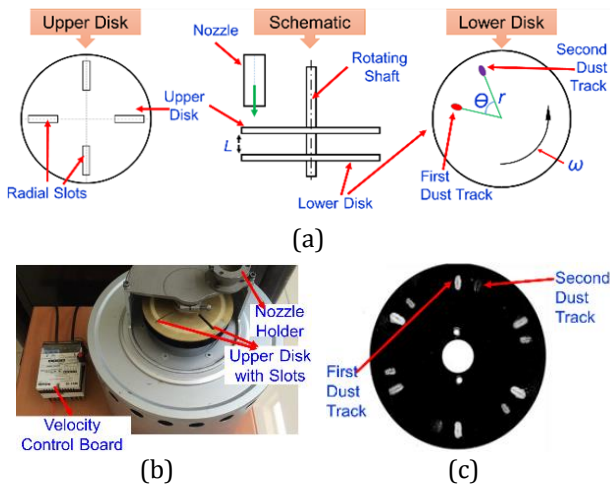 Upper Disk
Schematic
Lower Disk
Nozzle
Rotating
Shaft
Upper
Disk
L
Radial Slots
Lower Disk
Second
Dust
Track
Θ
r
ω
First
Dust Track
(a)
Nozzle
Holder
Upper Disk
with Slots
Velocity
Control Board
(b)
Second
Dust
Track
First
Dust
Track
(c)